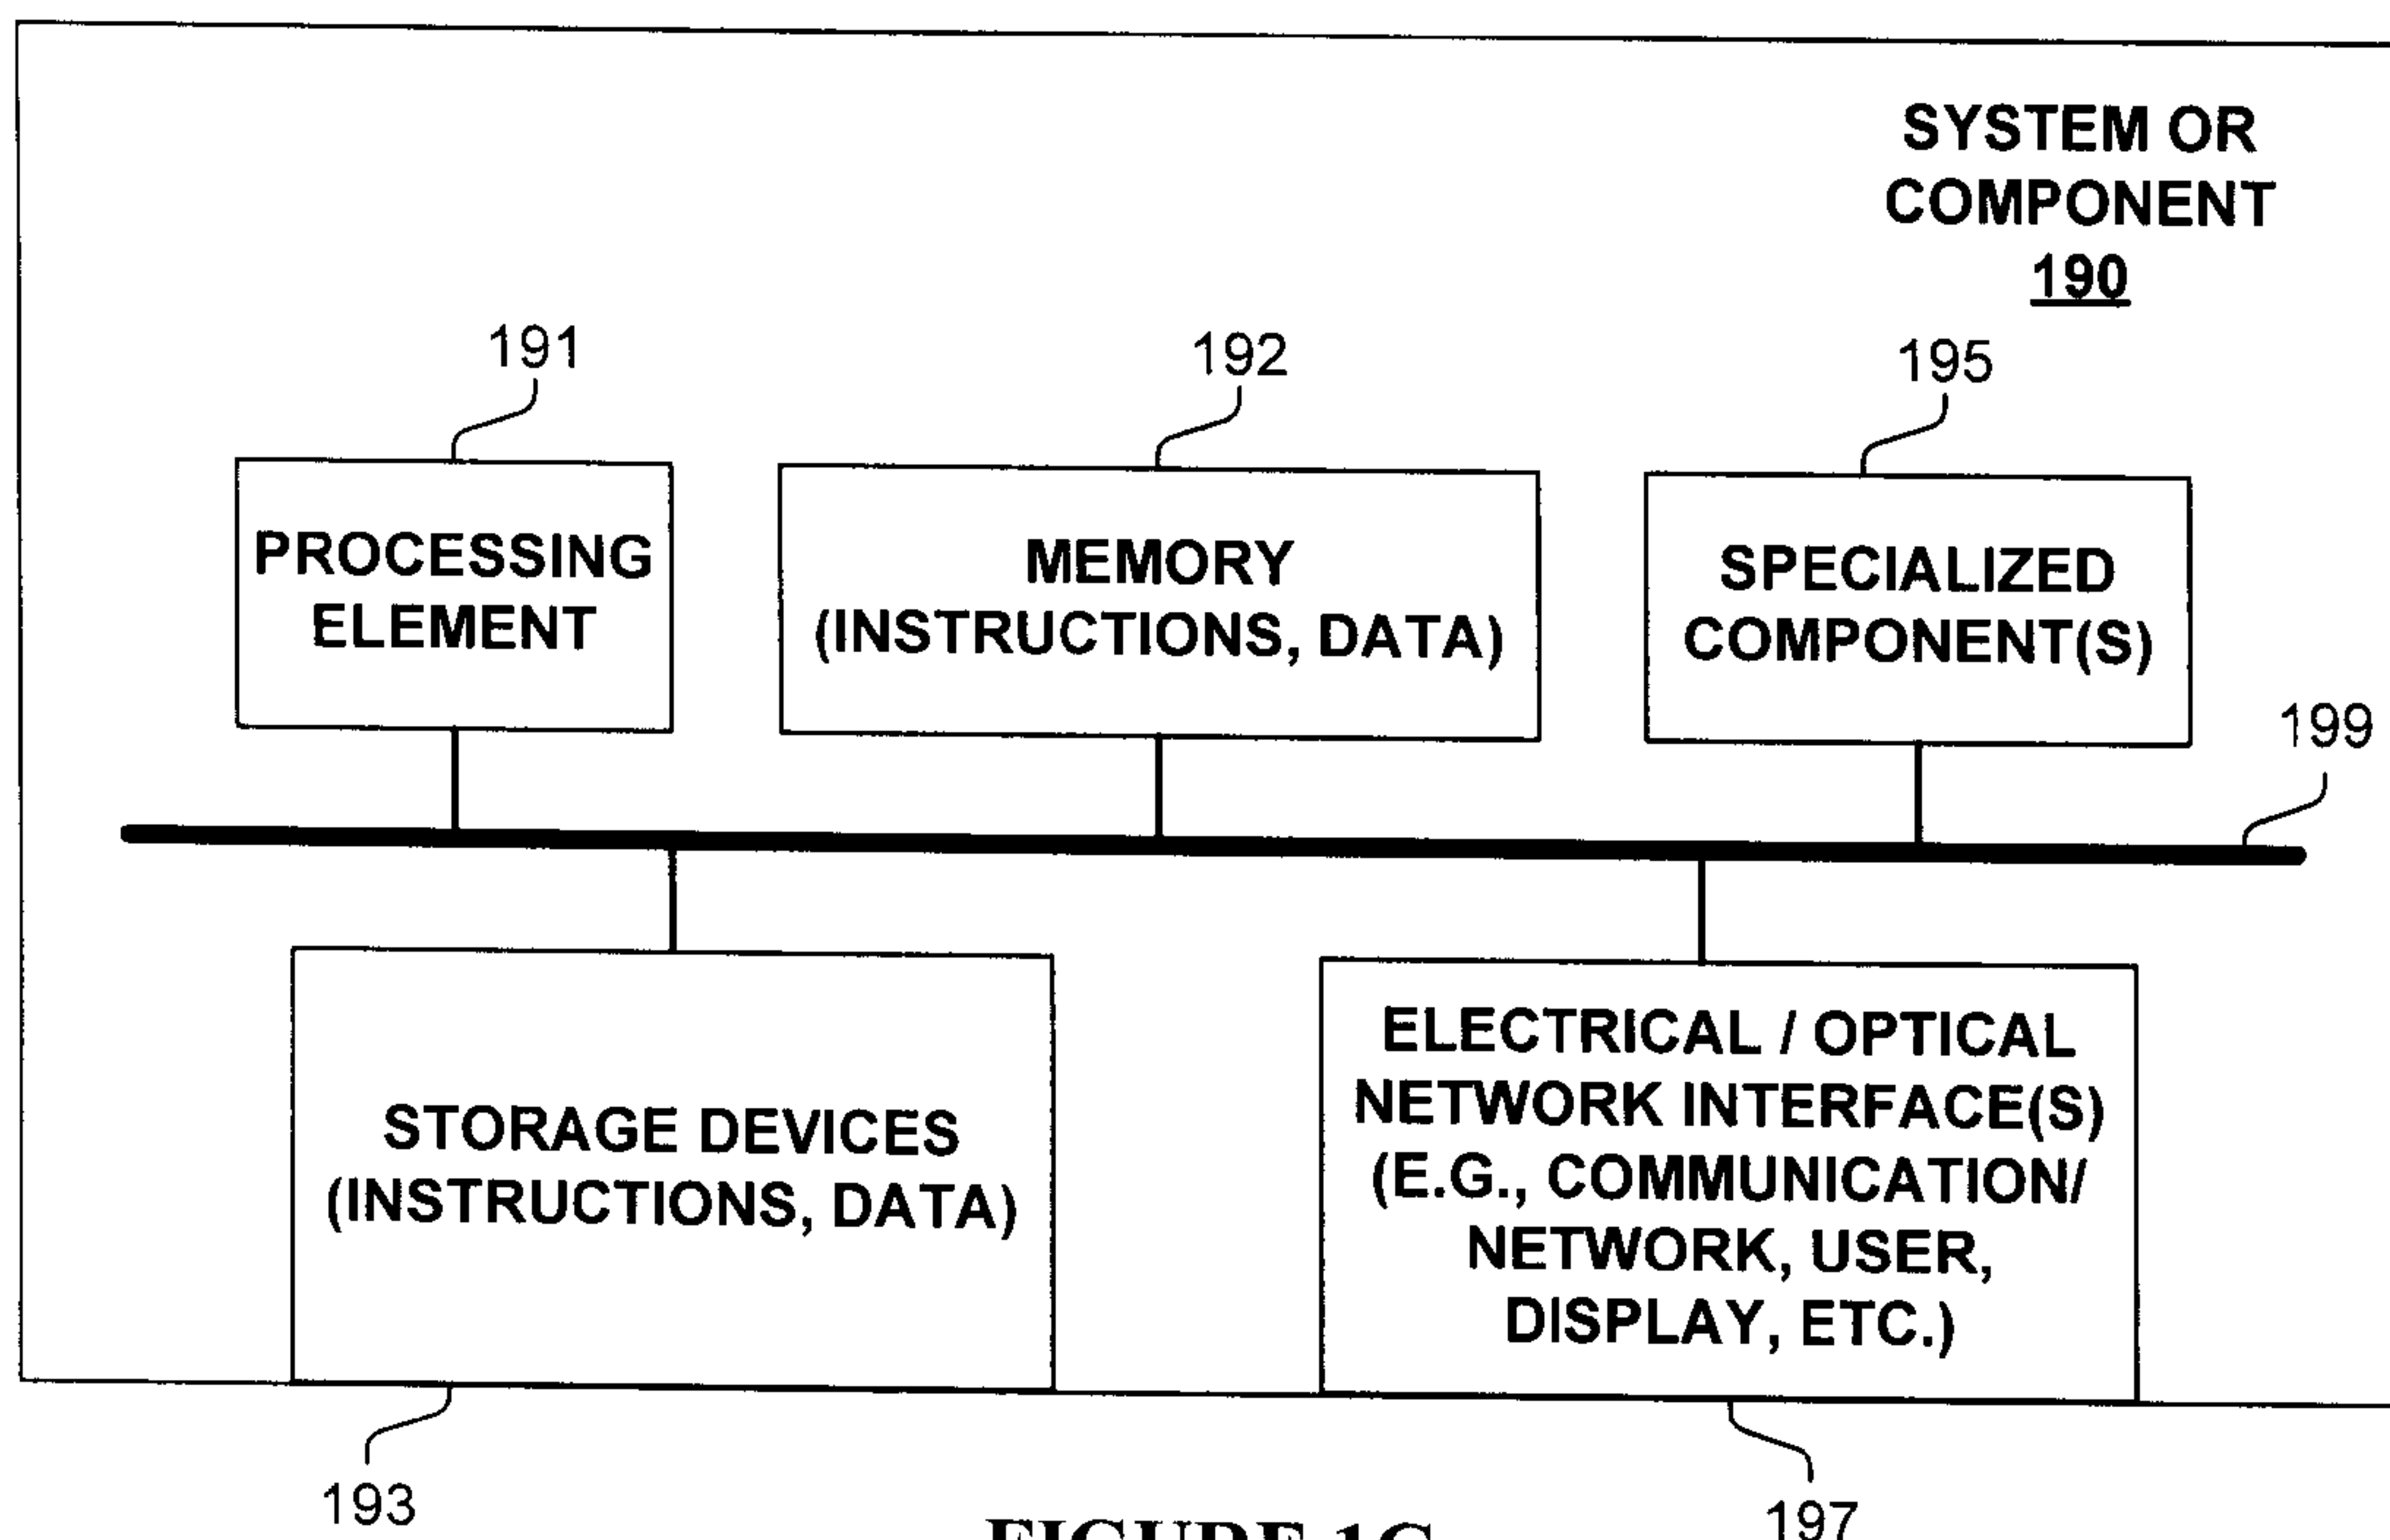 SYSTEM OR
COMPONENT
190
191
192
195
PROCESSING
ELEMENT
MEMORY
(INSTRUCTIONS, DATA)
SPECIALIZED
COMPONENT(S)
199
STORAGE DEVICES
(INSTRUCTIONS, DATA)
ELECTRICAL / OPTICAL
NETWORK INTERFACE(S)
(E.G., COMMUNICATION/
NETWORK, USER,
DISPLAY, ETC.)
193
197
FIGURE